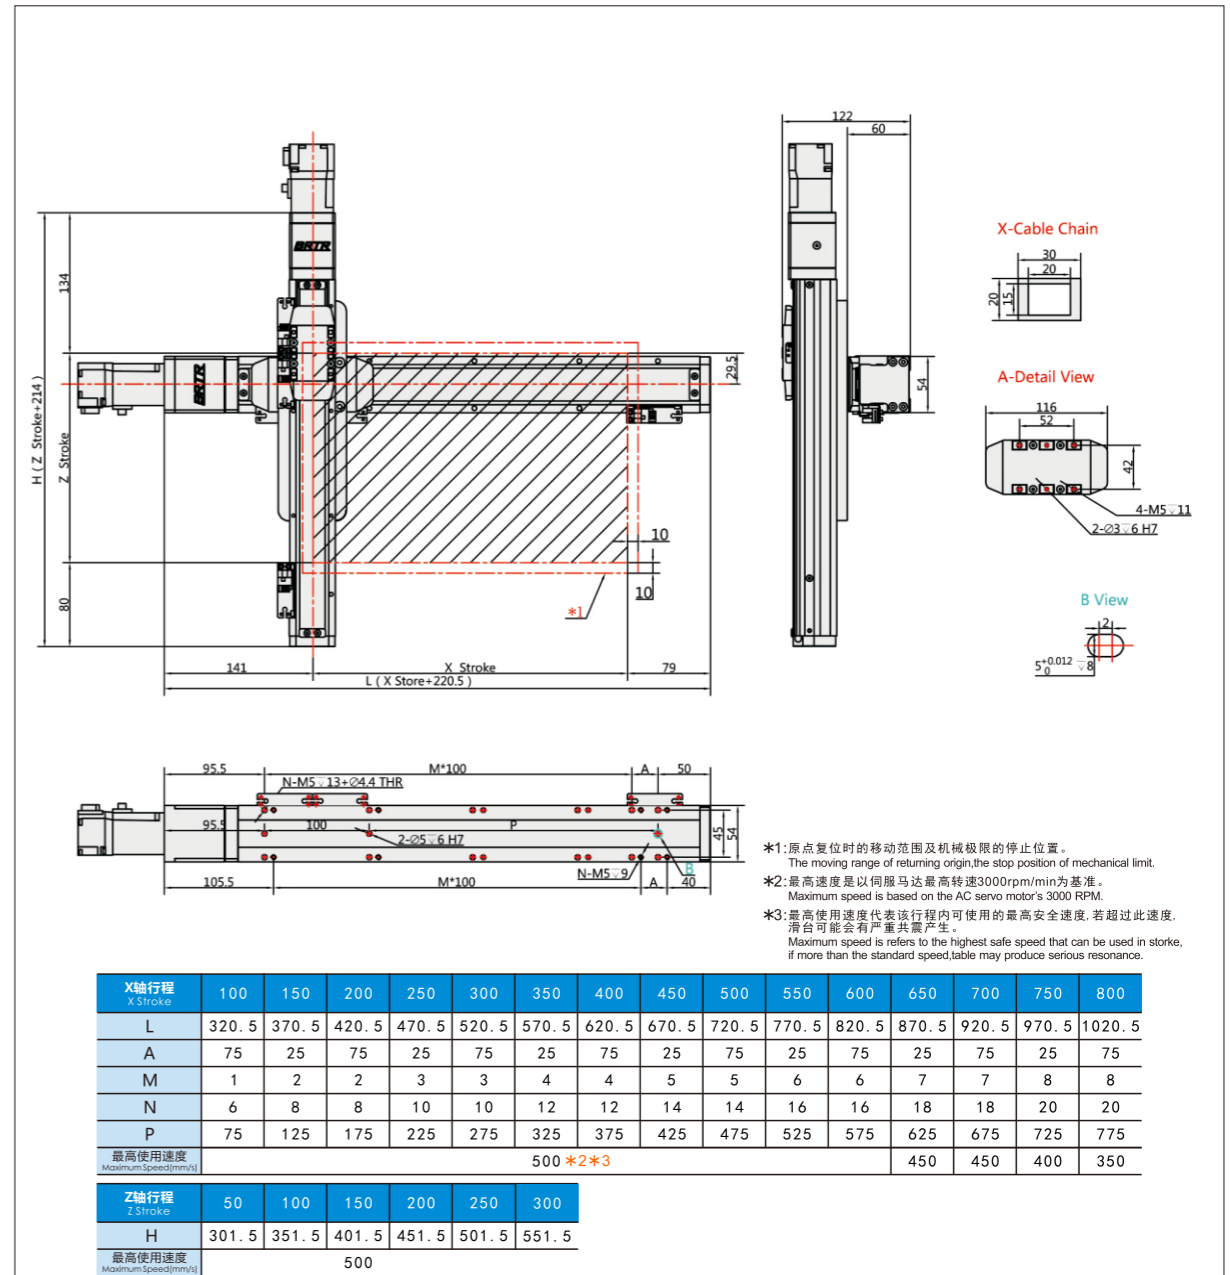 122
60
X-Cable Chain
30
20
20
15
BRTR
134
BRTR
29.5
54
A-Detail View
116
52
42
4-M5↧11
2-∅3↧6 H7
H ( Z Stroke+214 )
Z Stroke
80
10
10
*1
B View
2
5+0.012 0 ↧8
141
X Stroke
79
L ( X Store+220.5 )
95.5
M*100
A
50
N-M5↧13+∅4.4 THR
95.5
100
P
2-∅5↧6 H7
45
54
N-M5↧9
B
105.5
M*100
A
40
*1:原点复位时的移动范围及机械极限的停止位置。
The moving range of returning origin,the stop position of mechanical limit.
*2:最高速度是以伺服马达最高转速3000rpm/min为基准。
Maximum speed is based on the AC servo motor's 3000 RPM.
*3:最高使用速度代表该行程内可使用的最高安全速度,若超过此速度,
滑台可能会有严重共震产生。
Maximum speed is refers to the highest safe speed that can be used in storke,
if more than the standard speed,table may produce serious resonance.
X轴行程 100 150 200 250 300 350 400 450 500 550 600 650 700 750 800
X Stroke
L 320.5 370.5 420.5 470.5 520.5 570.5 620.5 670.5 720.5 770.5 820.5 870.5 920.5 970.5 1020.5
A 75 25 75 25 75 25 75 25 75 25 75 25 75 25 75
M 1 2 2 3 3 4 4 5 5 6 6 7 7 8 8
N 6 8 8 10 10 12 12 14 14 16 16 18 18 20 20
P 75 125 175 225 275 325 375 425 475 525 575 625 675 725 775
最高使用速度 500 *2*3 450 450 400 350
Maximum Speed(mm/s)
Z轴行程 50 100 150 200 250 300
Z Stroke
H 301.5 351.5 401.5 451.5 501.5 551.5
最高使用速度 500
Maximum Speed(mm/s)